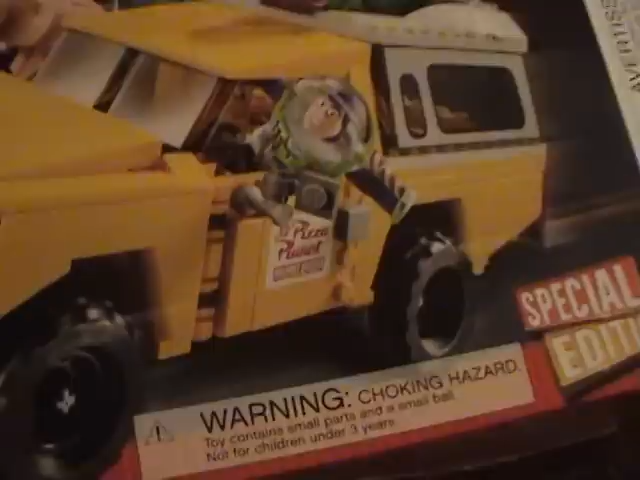 Pizza
Planet
SPECIAL
EDITI
WARNING: CHOKING HAZARD.
Toy contains small parts and a small ball.
Not for children under 3 years.